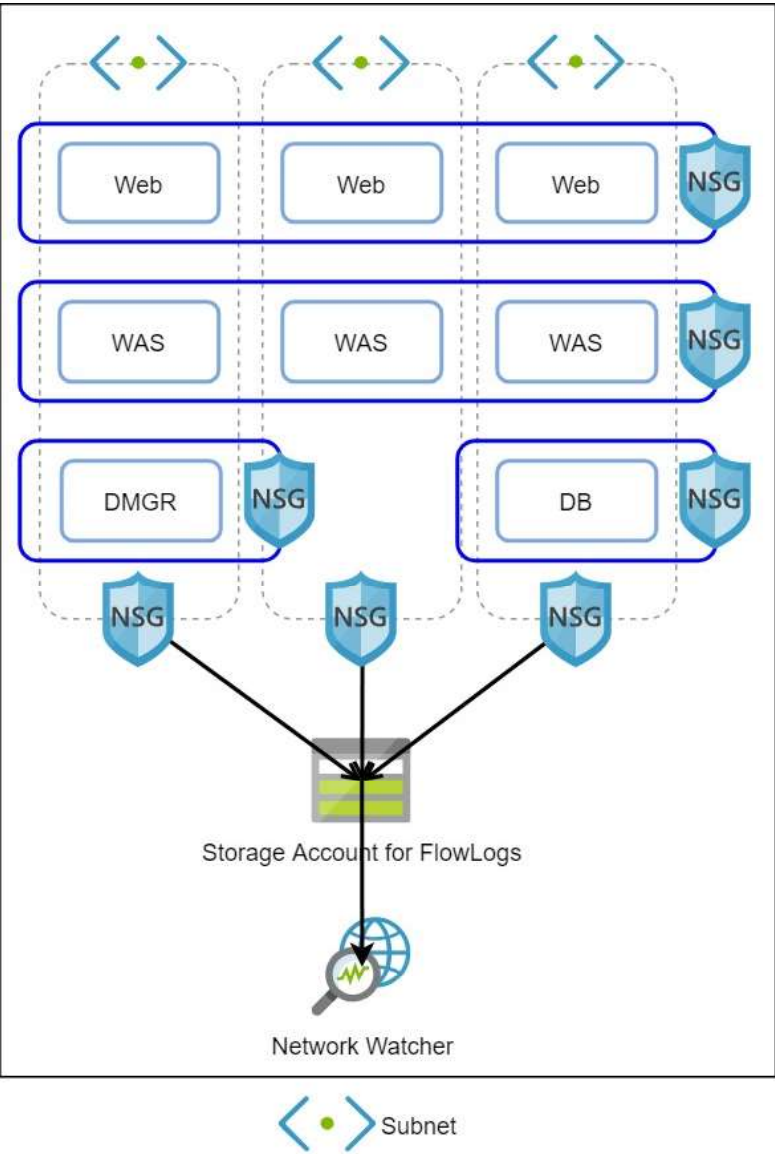 Web
Web
Web
NSG
WAS
WAS
WAS
NSG
DMGR
NSG
DB
NSG
NSG
NSG
NSG
Storage Account for FlowLogs
Network Watcher
Subnet